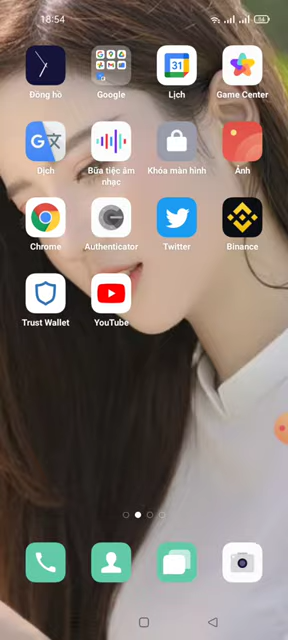 18:54
54
Đồng hồ
Google
Lịch
Game Center
Dịch
Bữa tiệc âm nhạc
Khóa màn hình
Ảnh
Chrome
Authenticator
Twitter
Binance
Trust Wallet
YouTube